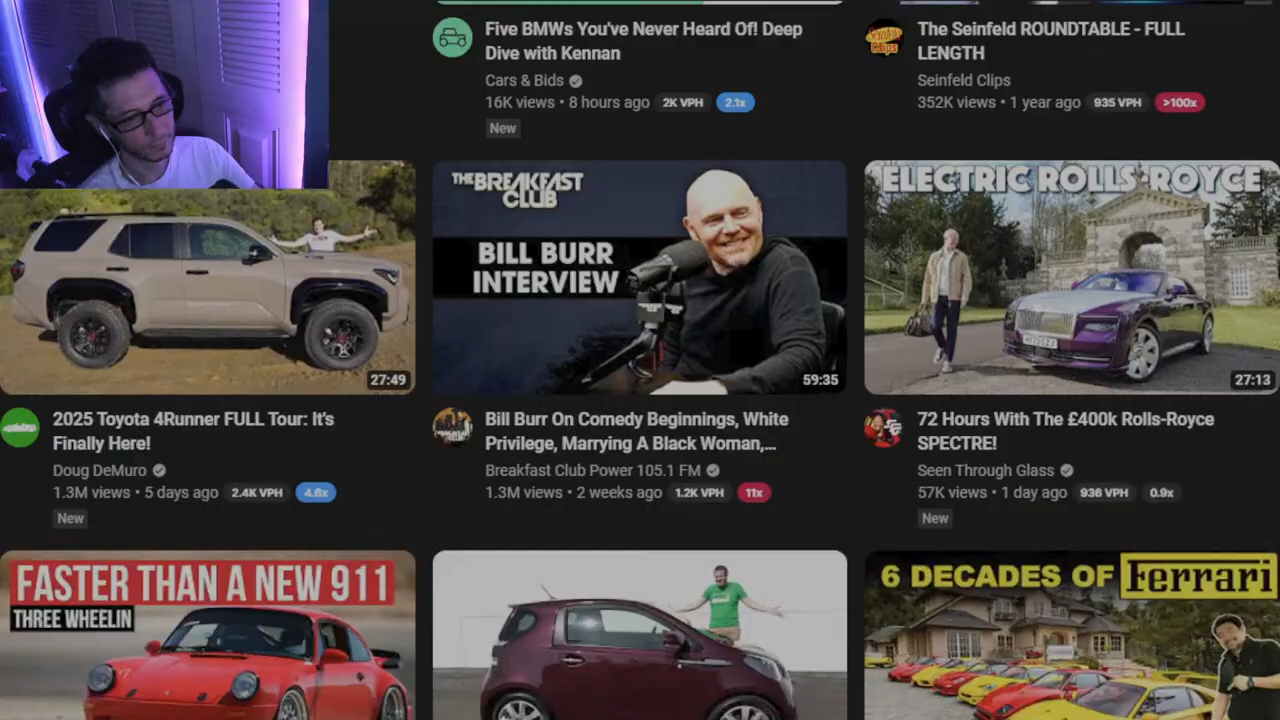 Five BMWs You've Never Heard Of! Deep
Dive with Kennan
Cars & Bids
16K views • 8 hours ago 2K VPH 2.1x
New
The Seinfeld ROUNDTABLE - FULL
LENGTH
Seinfeld Clips
352K views • 1 year ago 935 VPH >100x
Seinfeld
Clips
27:49
THE BREAKFAST
CLUB
BILL BURR
INTERVIEW
59:35
ELECTRIC ROLLS-ROYCE
27:13
2025 Toyota 4Runner FULL Tour: It's
Finally Here!
Doug DeMuro
1.3M views • 5 days ago 2.4K VPH 4.6x
New
Bill Burr On Comedy Beginnings, White
Privilege, Marrying A Black Woman,...
Breakfast Club Power 105.1 FM
1.3M views • 2 weeks ago 1.2K VPH 11x
72 Hours With The £400k Rolls-Royce
SPECTRE!
Seen Through Glass
57K views • 1 day ago 936 VPH 0.9x
New
FASTER THAN A NEW 911
THREE WHEELIN
6 DECADES OF Ferrari